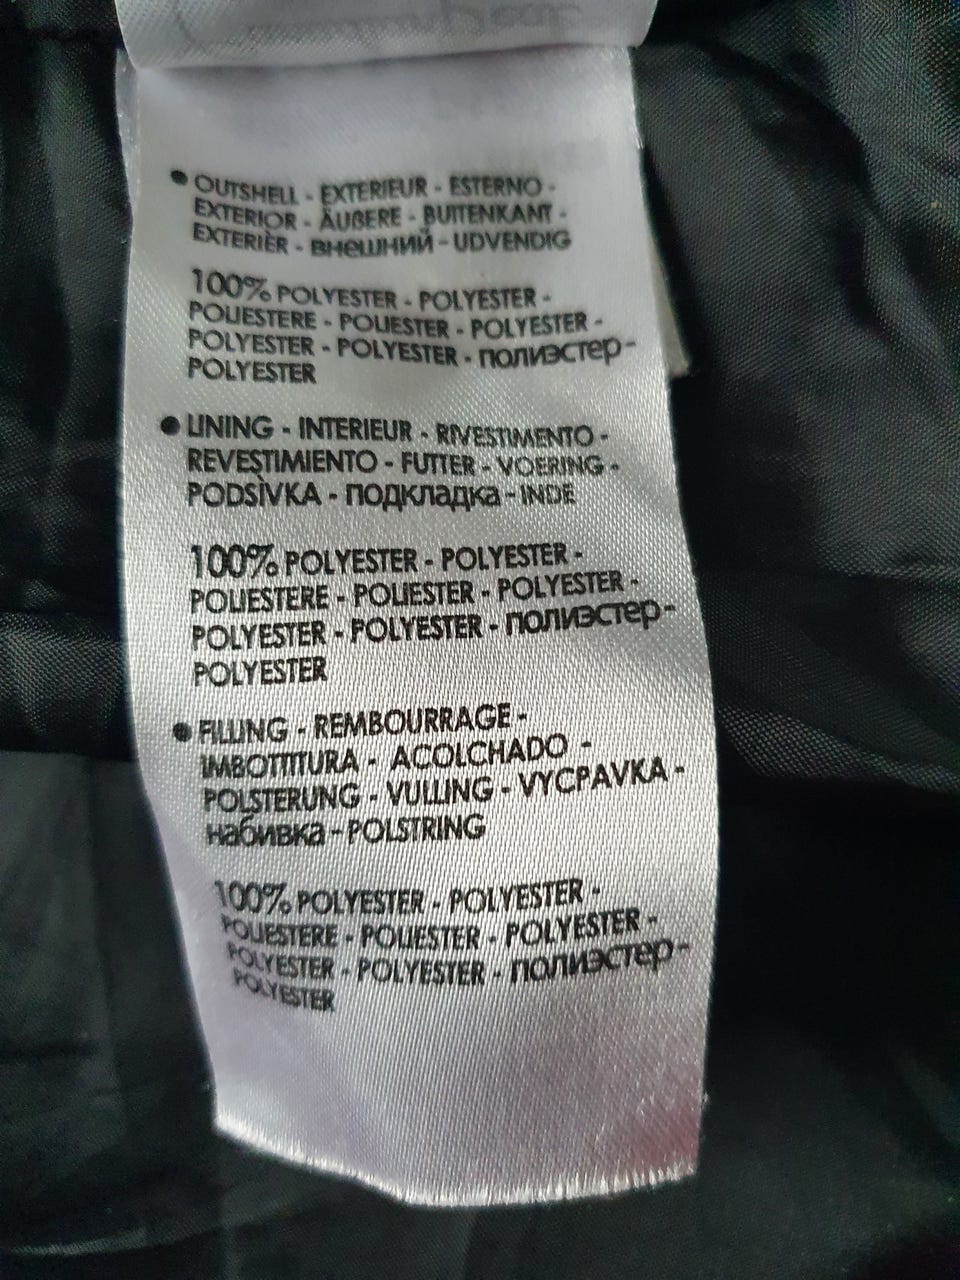 • OUTSHELL - EXTERIEUR - ESTERNO -
EXTERIOR - ÄUßERE - BUITENKANT -
EXTERIÈR - внешний - UDVENDIG
100% POLYESTER - POLYESTER -
POLIESTERE - POLIESTER - POLYESTER -
POLYESTER - POLYESTER - полиэстер-
POLYESTER
• LINING - INTERIEUR - RIVESTIMENTO -
REVESTIMIENTO - FUTTER - VOERING -
PODSÌVKA - подкладка - INDE
100% POLYESTER - POLYESTER -
POLIESTERE - POLIESTER - POLYESTER -
POLYESTER - POLYESTER - полиэстер-
POLYESTER
• FILLING - REMBOURRAGE -
IMBOTTITURA - ACOLCHADO -
POLSTERUNG - VULLING - VYCPAVKA -
набивка - POLSTRING
100% POLYESTER - POLYESTER -
POLIESTERE - POLIESTER - POLYESTER -
POLYESTER - POLYESTER - полиэстер-
POLYESTER